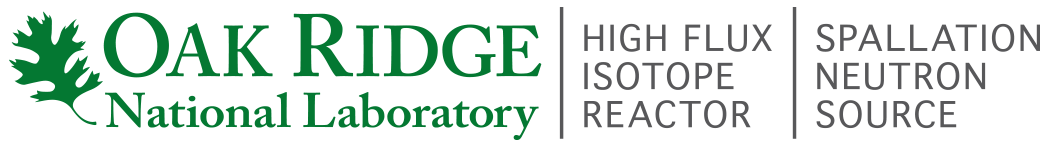 OAK RIDGE
National Laboratory
HIGH FLUX
ISOTOPE
REACTOR
SPALLATION
NEUTRON
SOURCE